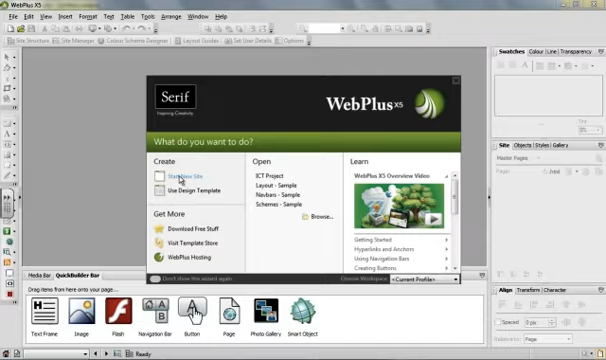 WebPlus X5
File Edit View Insert Format Text Table Tools Arrange Window Help
Site Structure Site Manager Colour Scheme Designer Layout Guides Set User Details Options
Swatches Colour Line Transparency
Serif
Inspiring Creativity
WebPlus X5
What do you want to do?
Create
Start New Site
Use Design Template
Get More
Download Free Stuff
Visit Template Store
WebPlus Hosting
Open
ICT Project
Layout - Sample
Navbars - Sample
Schemes - Sample
Browse...
Learn
WebPlus X5 Overview Video
Getting Started
Hyperlinks and Anchors
Using Navigation Bars
Creating Buttons
Don't show this wizard again
Choose Workspace
<Current Profile>
Site Objects Styles Gallery
Master Pages
Media Bar QuickBuilder Bar
Drag items from here onto your page...
Text Frame
Image
Flash
Navigation Bar
Button
Page
Photo Gallery
Smart Object
Align Transform Character
Spaced
Relative to:
Page
Ready